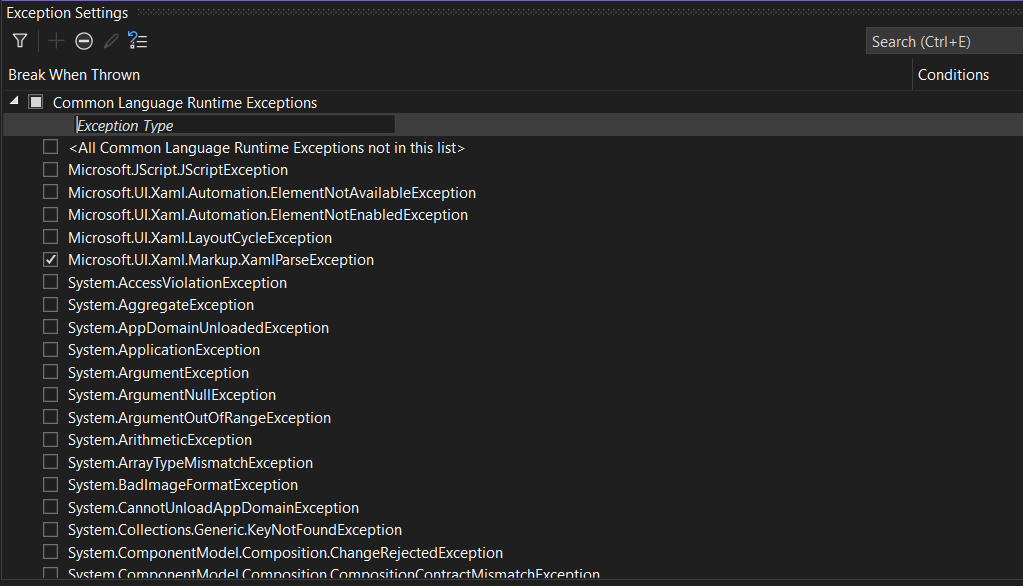 Exception Settings
Search (Ctrl+E)
Break When Thrown
Conditions
Common Language Runtime Exceptions
Exception Type
<All Common Language Runtime Exceptions not in this list>
Microsoft.JScript.JScriptException
Microsoft.UI.Xaml.Automation.ElementNotAvailableException
Microsoft.UI.Xaml.Automation.ElementNotEnabledException
Microsoft.UI.Xaml.LayoutCycleException
Microsoft.UI.Xaml.Markup.XamlParseException
System.AccessViolationException
System.AggregateException
System.AppDomainUnloadedException
System.ApplicationException
System.ArgumentException
System.ArgumentNullException
System.ArgumentOutOfRangeException
System.ArithmeticException
System.ArrayTypeMismatchException
System.BadImageFormatException
System.CannotUnloadAppDomainException
System.Collections.Generic.KeyNotFoundException
System.ComponentModel.Composition.ChangeRejectedException
System.ComponentModel.Composition.CompositionContractMismatchException